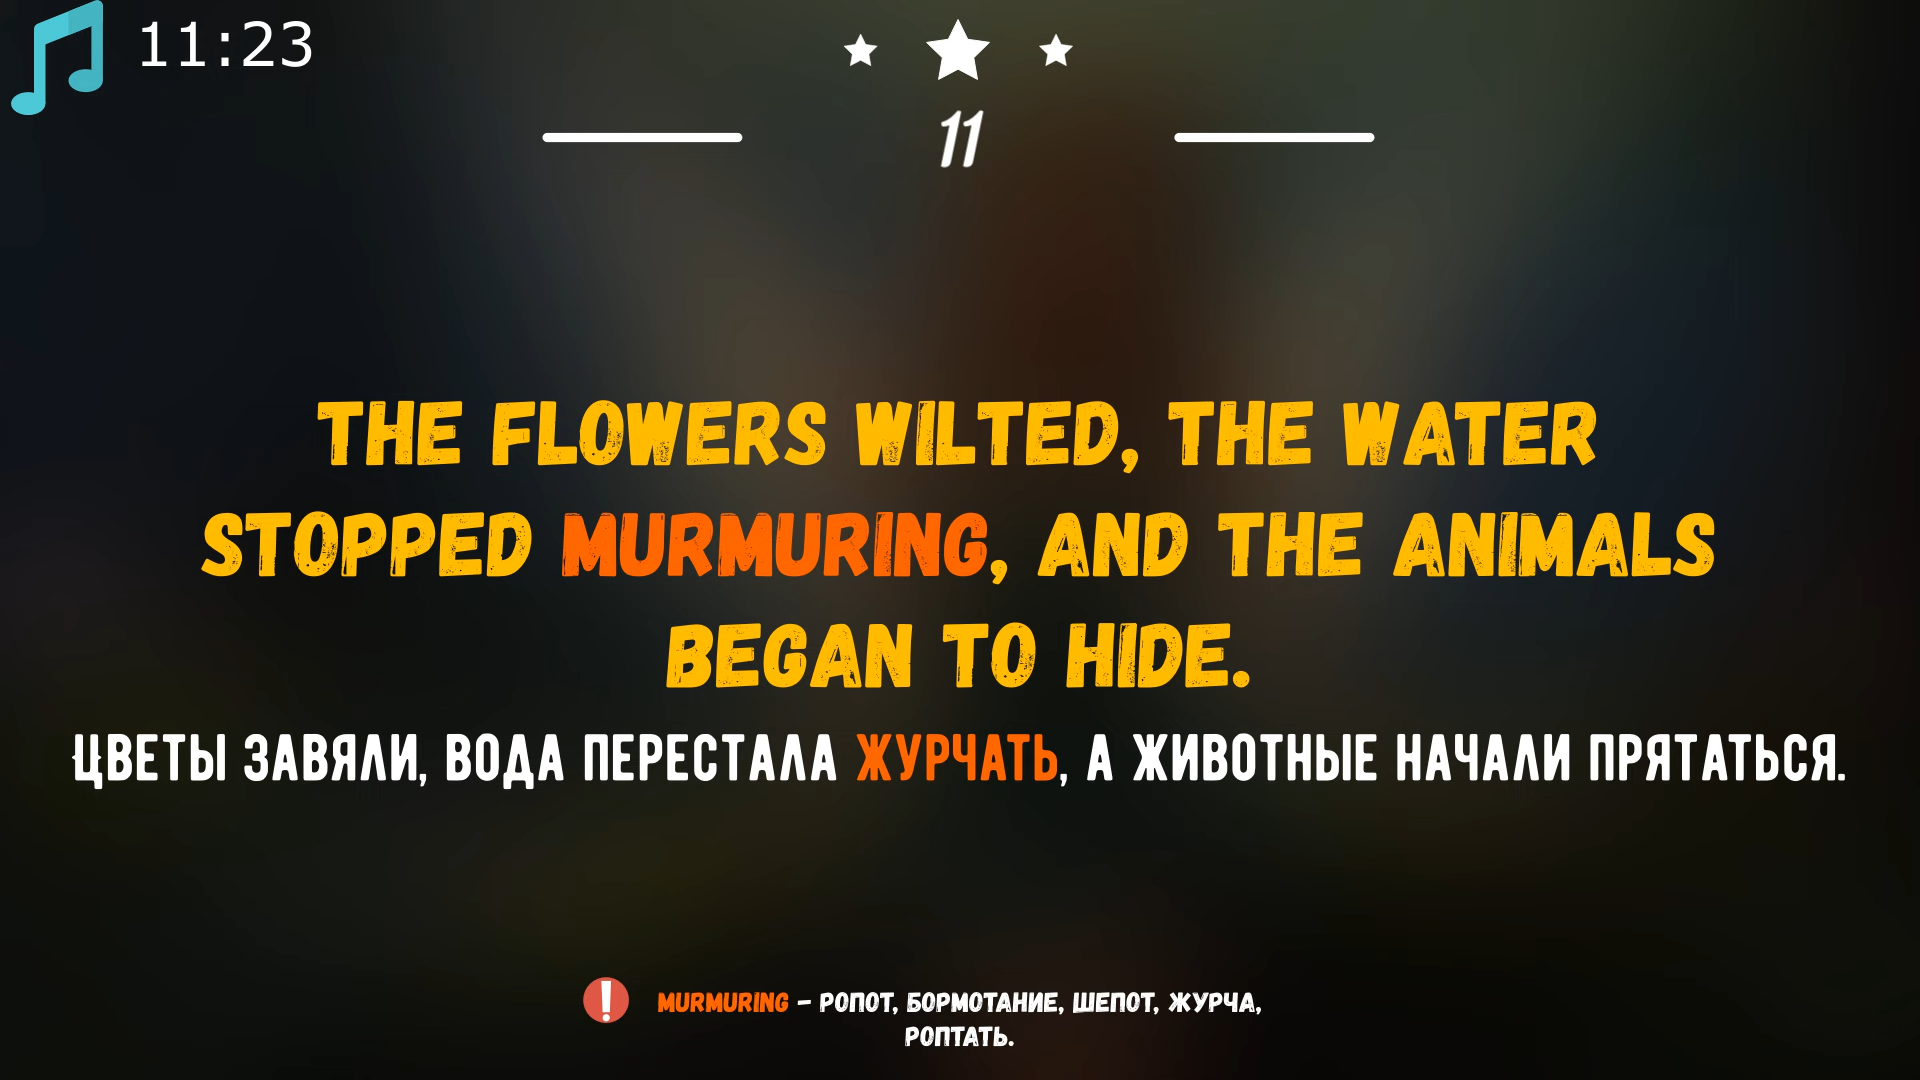 11:23
11
THE FLOWERS WILTED, THE WATER
STOPPED MURMURING, AND THE ANIMALS
BEGAN TO HIDE.
ЦВЕТЫ ЗАВЯЛИ, ВОДА ПЕРЕСТАЛА ЖУРЧАТЬ, А ЖИВОТНЫЕ НАЧАЛИ ПРЯТАТЬСЯ.
MURMURING – РОПОТ, БОРМОТАНИЕ, ШЕПОТ, ЖУРЧА,
РОПТАТЬ.